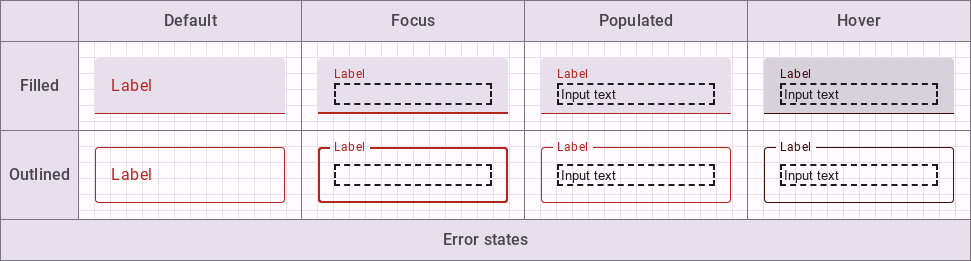 Default Focus Populated Hover
Filled Label Label Label Label
Input text Input text
Outlined Label Label Label Label
Input text Input text
Error states